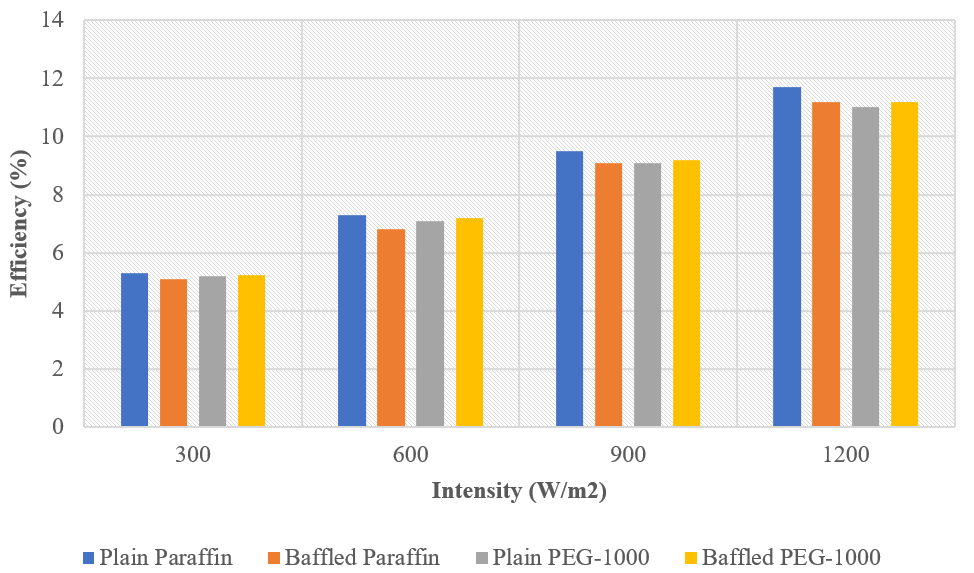 14
12
10
8
6
4
2
0
Efficiency (%)
300 600 900 1200
Intensity (W/m2)
Plain Paraffin Baffled Paraffin Plain PEG-1000 Baffled PEG-1000